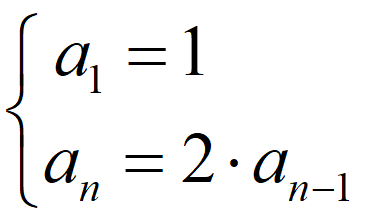 a₁ = 1
aₙ = 2 · aₙ₋₁